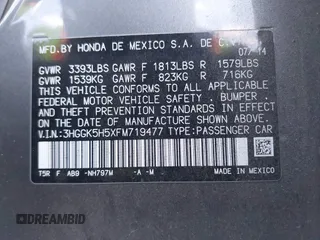 MFD.BY HONDA DE MEXICO S.A. DE C.V.
07/14
GVWR 3393LBS GAWR F 1813LBS R 1579LBS
GVWR 1539KG GAWR F 823KG R 716KG
THIS VEHICLE CONFORMS TO ALL APPLICABLE
FEDERAL MOTOR VEHICLE SAFETY, BUMPER, AND
THEFT PREVENTION STANDARDS IN EFFECT ON
THE DATE OF MANUFACTURE SHOWN ABOVE.
V.I.N.:3HGGK5H5XFM719477 TYPE:PASSENGER CAR
T5R F AB9 -NH797M -A -M MADE IN MEXICO
DREAMBID